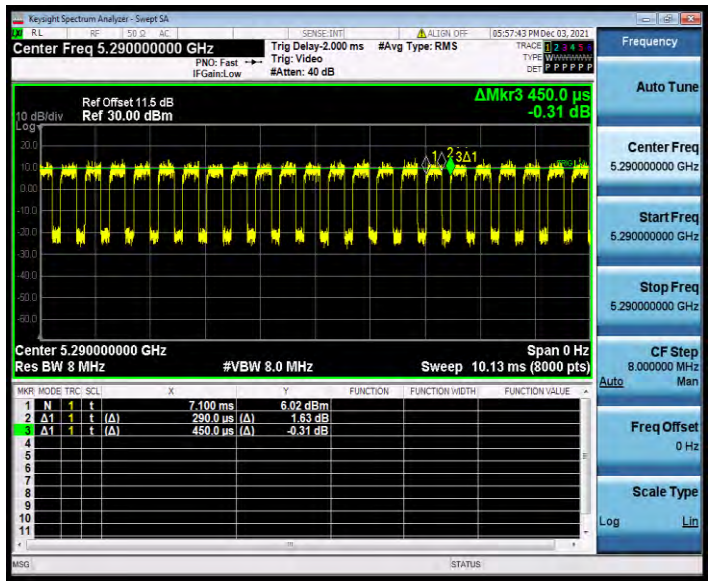 Keysight Spectrum Analyzer - Swept SA
RL RF 50 Ω AC SENSE:INT ALIGN OFF 05:57:43 PM Dec 03, 2021
Center Freq 5.290000000 GHz
PNO: Fast
IFGain:Low
Trig Delay-2.000 ms
Trig: Video
#Atten: 40 dB
#Avg Type: RMS
TRACE 1 2 3 4 5 6
TYPE WWWWWW
DET P P P P P P
Frequency
Auto Tune
Center Freq
5.290000000 GHz
Start Freq
5.290000000 GHz
Stop Freq
5.290000000 GHz
CF Step
8.000000 MHz
Auto Man
Freq Offset
0 Hz
Scale Type
Log Lin
ΔMkr3 450.0 µs
-0.31 dB
Ref Offset 11.5 dB
10 dB/div Ref 30.00 dBm
Log
20.0
10.0
0.00
-10.0
-20.0
-30.0
-40.0
-50.0
1 2 3Δ1
Center 5.290000000 GHz Span 0 Hz
Res BW 8 MHz #VBW 8.0 MHz Sweep 10.13 ms (8000 pts)
MKR MODE TRC SCL X Y FUNCTION FUNCTION WIDTH FUNCTION VALUE
1 N 1 t 7.100 ms 6.02 dBm
2 Δ1 1 t (Δ) 290.0 µs (Δ) 1.63 dB
3 Δ1 1 t (Δ) 450.0 µs (Δ) -0.31 dB
4
5
6
7
8
9
10
11
MSG STATUS